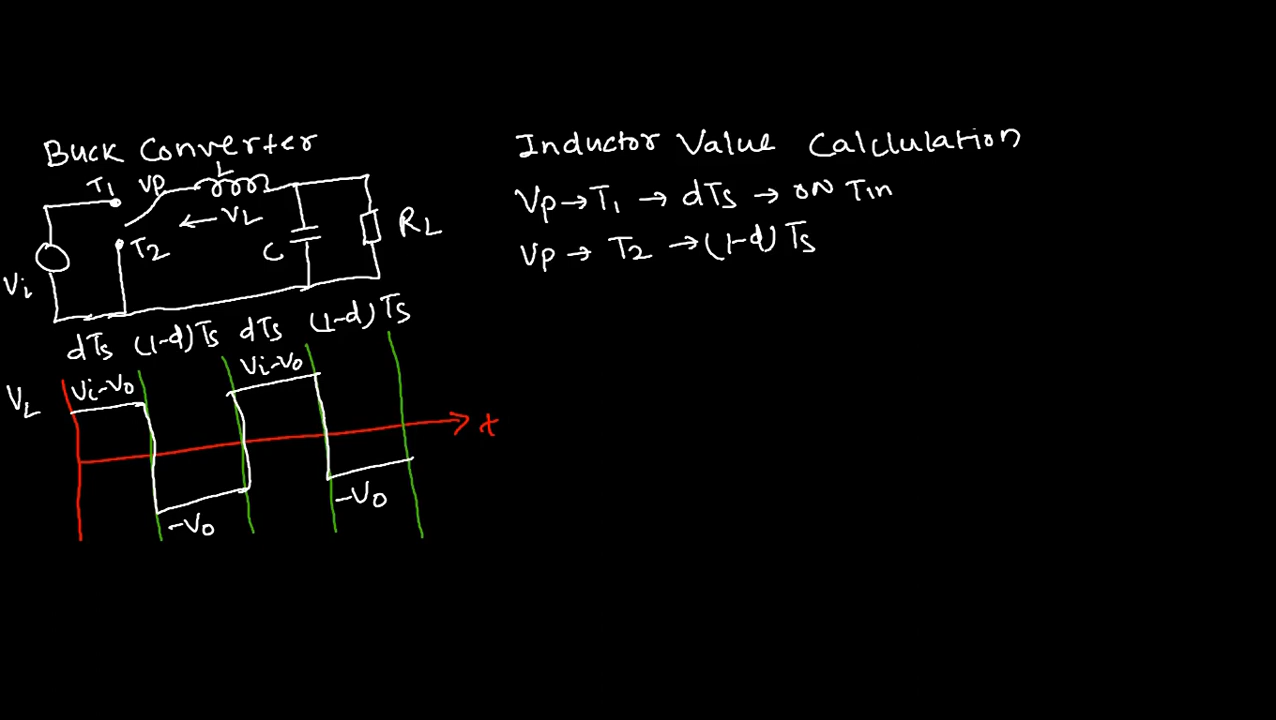 Buck Converter
T1 VP L
VL
T2
Vi
C
RL
dTs (1-d)Ts dTs (1-d)Ts
VL
Vi-Vo
Vi-Vo
t
-Vo
-Vo
Inductor Value Calclulation
Vp→T1→dTs→ON Tin
Vp→T2→(1-d)Ts